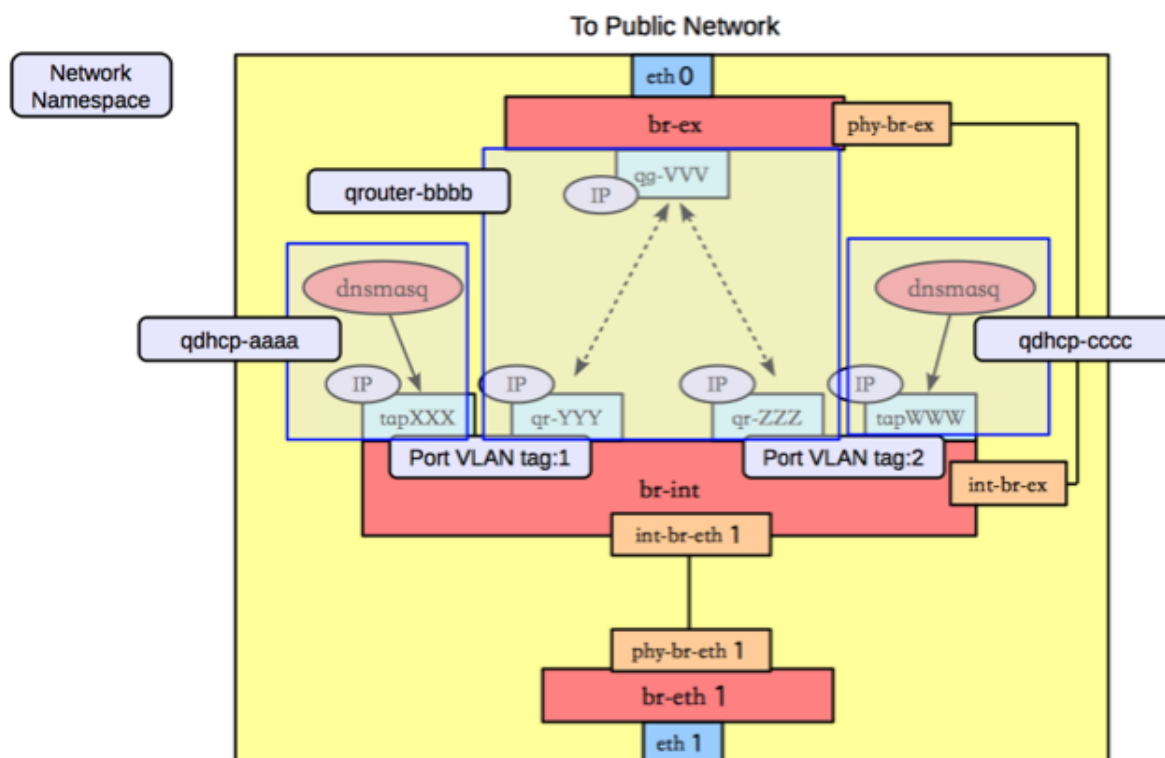 To Public Network
Network
Namespace
eth 0
br-ex
phy-br-ex
qrouter-bbbb
qg-VVV
IP
dnsmasq
dnsmasq
qdhcp-aaaa
qdhcp-cccc
IP
IP
IP
IP
tapXXX
qr-YYY
qr-ZZZ
tapWWW
Port VLAN tag:1
Port VLAN tag:2
br-int
int-br-ex
int-br-eth 1
phy-br-eth 1
br-eth 1
eth 1